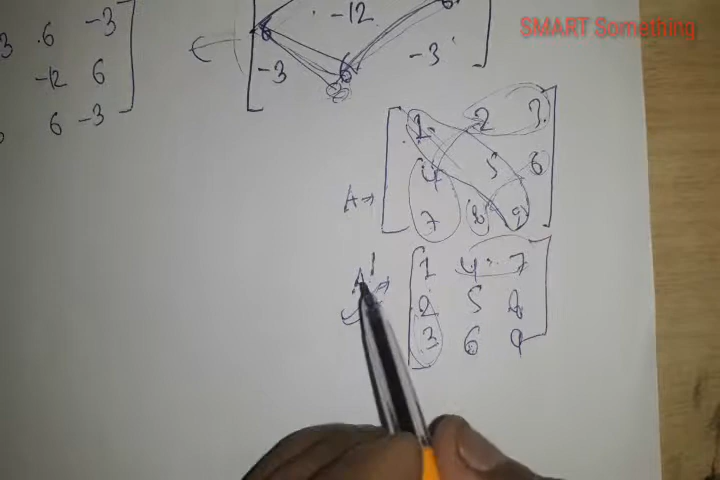 SMART Something
3 6 -3
-12 6
6 -3
-12
-3 -3
A → 1 2 3
4 5 6
7 8 9
A' → 1 4 7
2 5 8
3 6 9